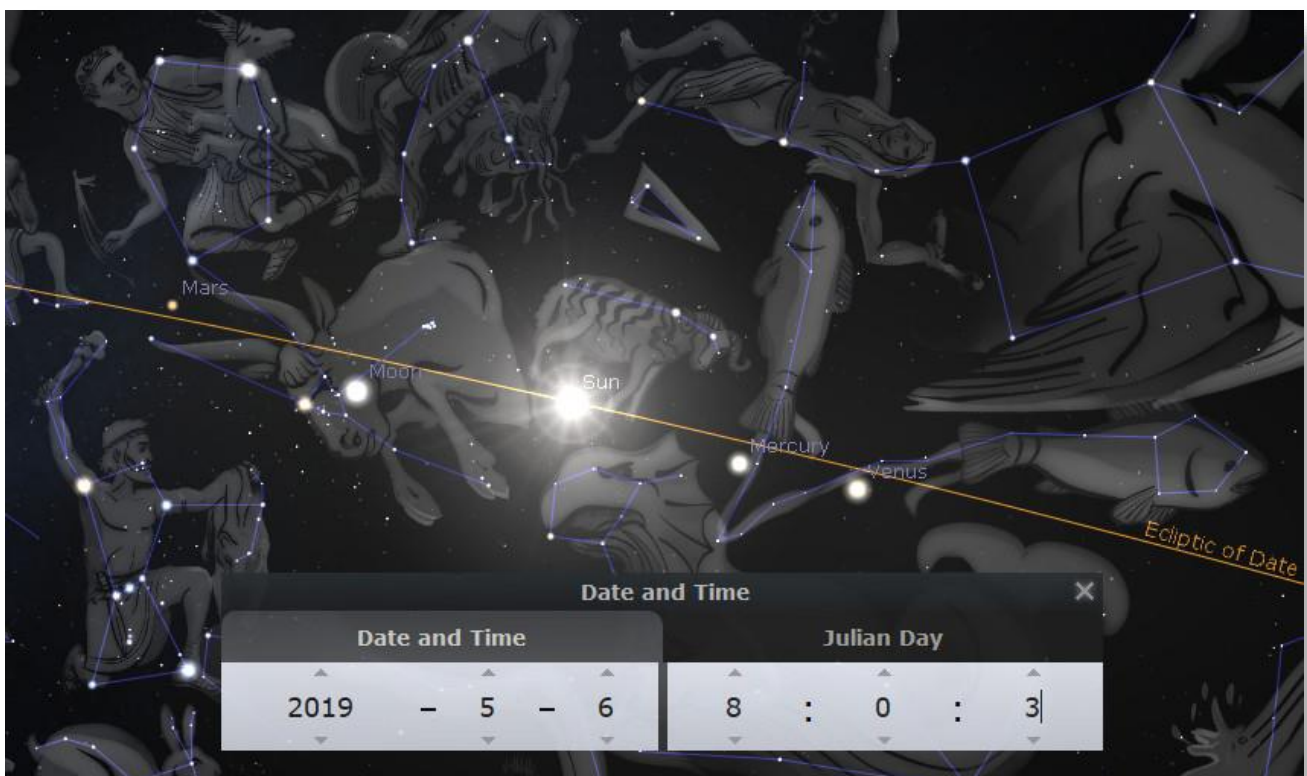 Mars
Moon
Sun
Mercury
Venus
Ecliptic of Date
Date and Time ×
Date and Time Julian Day
2019 – 5 – 6 8 : 0 : 3